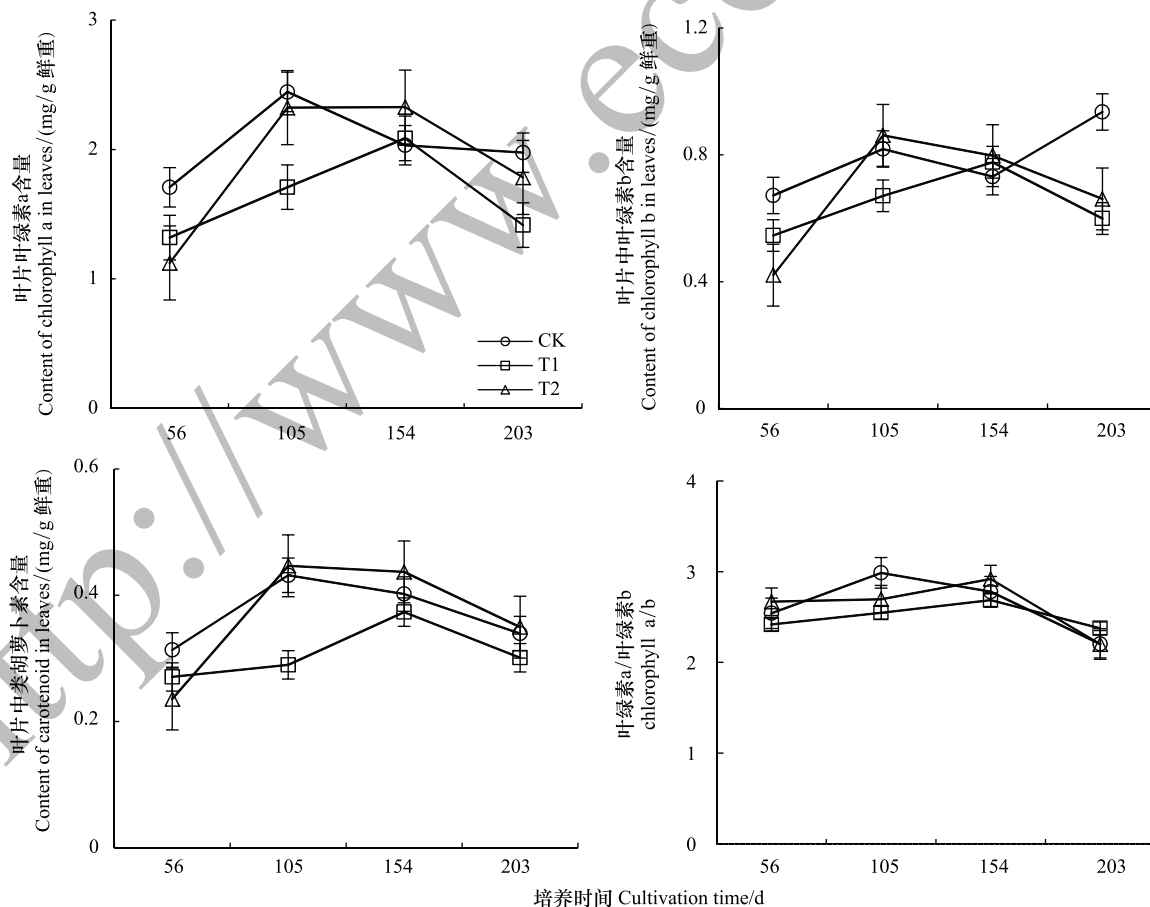 叶片叶绿素a含量
Content of chlorophyll a in leaves/(mg/g 鲜重)
3
2
1
0
56 105 154 203
CK
T1
T2
叶片中叶绿素b含量
Content of chlorophyll b in leaves/(mg/g 鲜重)
1.2
0.8
0.4
0
56 105 154 203
叶片中类胡萝卜素含量
Content of carotenoid in leaves/(mg/g 鲜重)
0.6
0.4
0.2
0
56 105 154 203
叶绿素a/叶绿素b
chlorophyll a/b
4
3
2
1
0
56 105 154 203
培养时间 Cultivation time/d
http://www.ec